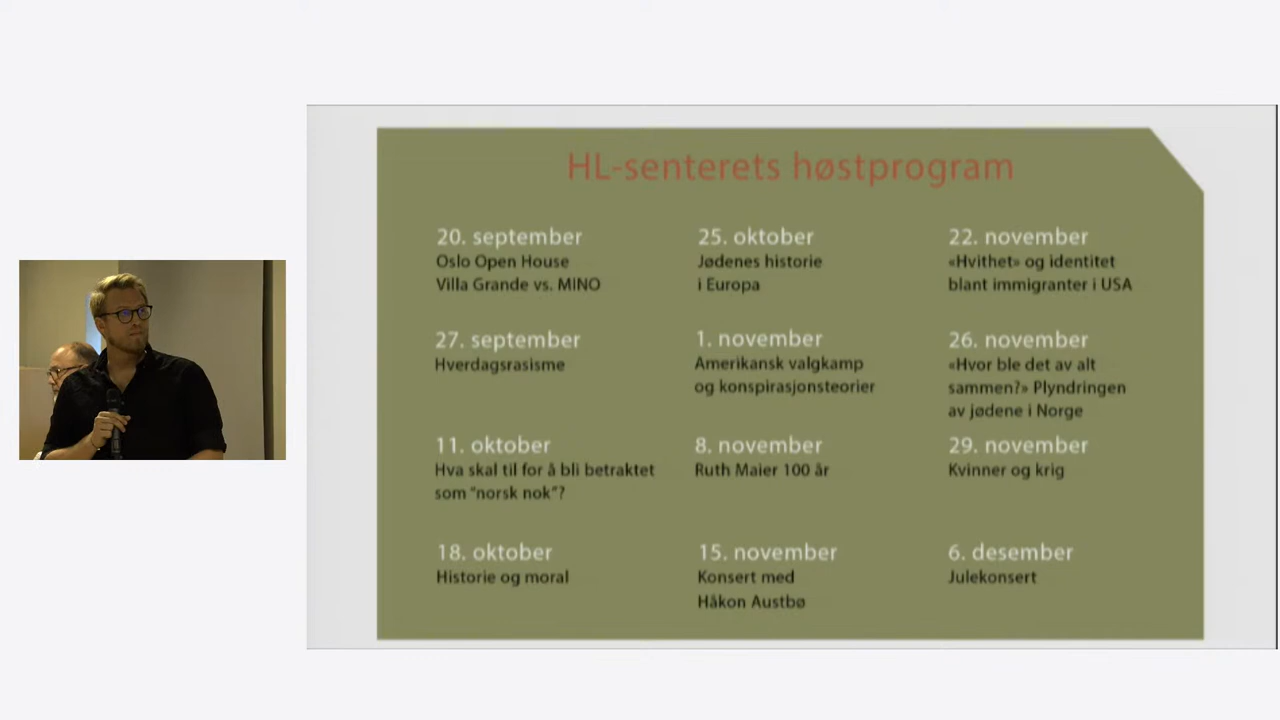 HL-senterets høstprogram
20. september
Oslo Open House
Villa Grande vs. MINO
27. september
Hverdagsrasisme
11. oktober
Hva skal til for å bli betraktet
som "norsk nok"?
18. oktober
Historie og moral
25. oktober
Jødenes historie
i Europa
1. november
Amerikansk valgkamp
og konspirasjonsteorier
8. november
Ruth Maier 100 år
15. november
Konsert med
Håkon Austbø
22. november
«Hvithet» og identitet
blant immigranter i USA
26. november
«Hvor ble det av alt
sammen?» Plyndringen
av jødene i Norge
29. november
Kvinner og krig
6. desember
Julekonsert